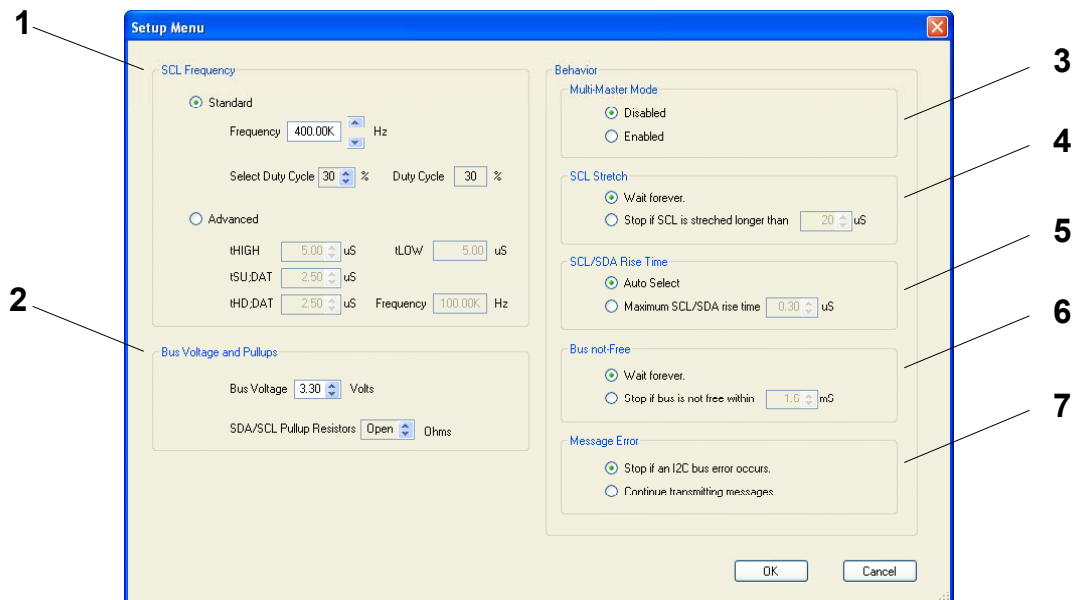 1
Setup Menu
SCL Frequency
Standard
Frequency 400.00K Hz
Select Duty Cycle 30 % Duty Cycle 30 %
Advanced
tHIGH 5.00 uS tLOW 5.00 uS
tSU;DAT 2.50 uS
tHD;DAT 2.50 uS Frequency 100.00K Hz
2
Bus Voltage and Pullups
Bus Voltage 3.30 Volts
SDA/SCL Pullup Resistors Open Ohms
Behavior
Multi-Master Mode
Disabled
Enabled
3
SCL Stretch
Wait forever.
Stop if SCL is streched longer than 20 uS
4
SCL/SDA Rise Time
Auto Select
Maximum SCL/SDA rise time 0.30 uS
5
Bus not-Free
Wait forever.
Stop if bus is not free within 1.0 mS
6
Message Error
Stop if an I2C bus error occurs.
Continue transmitting messages
7
OK Cancel